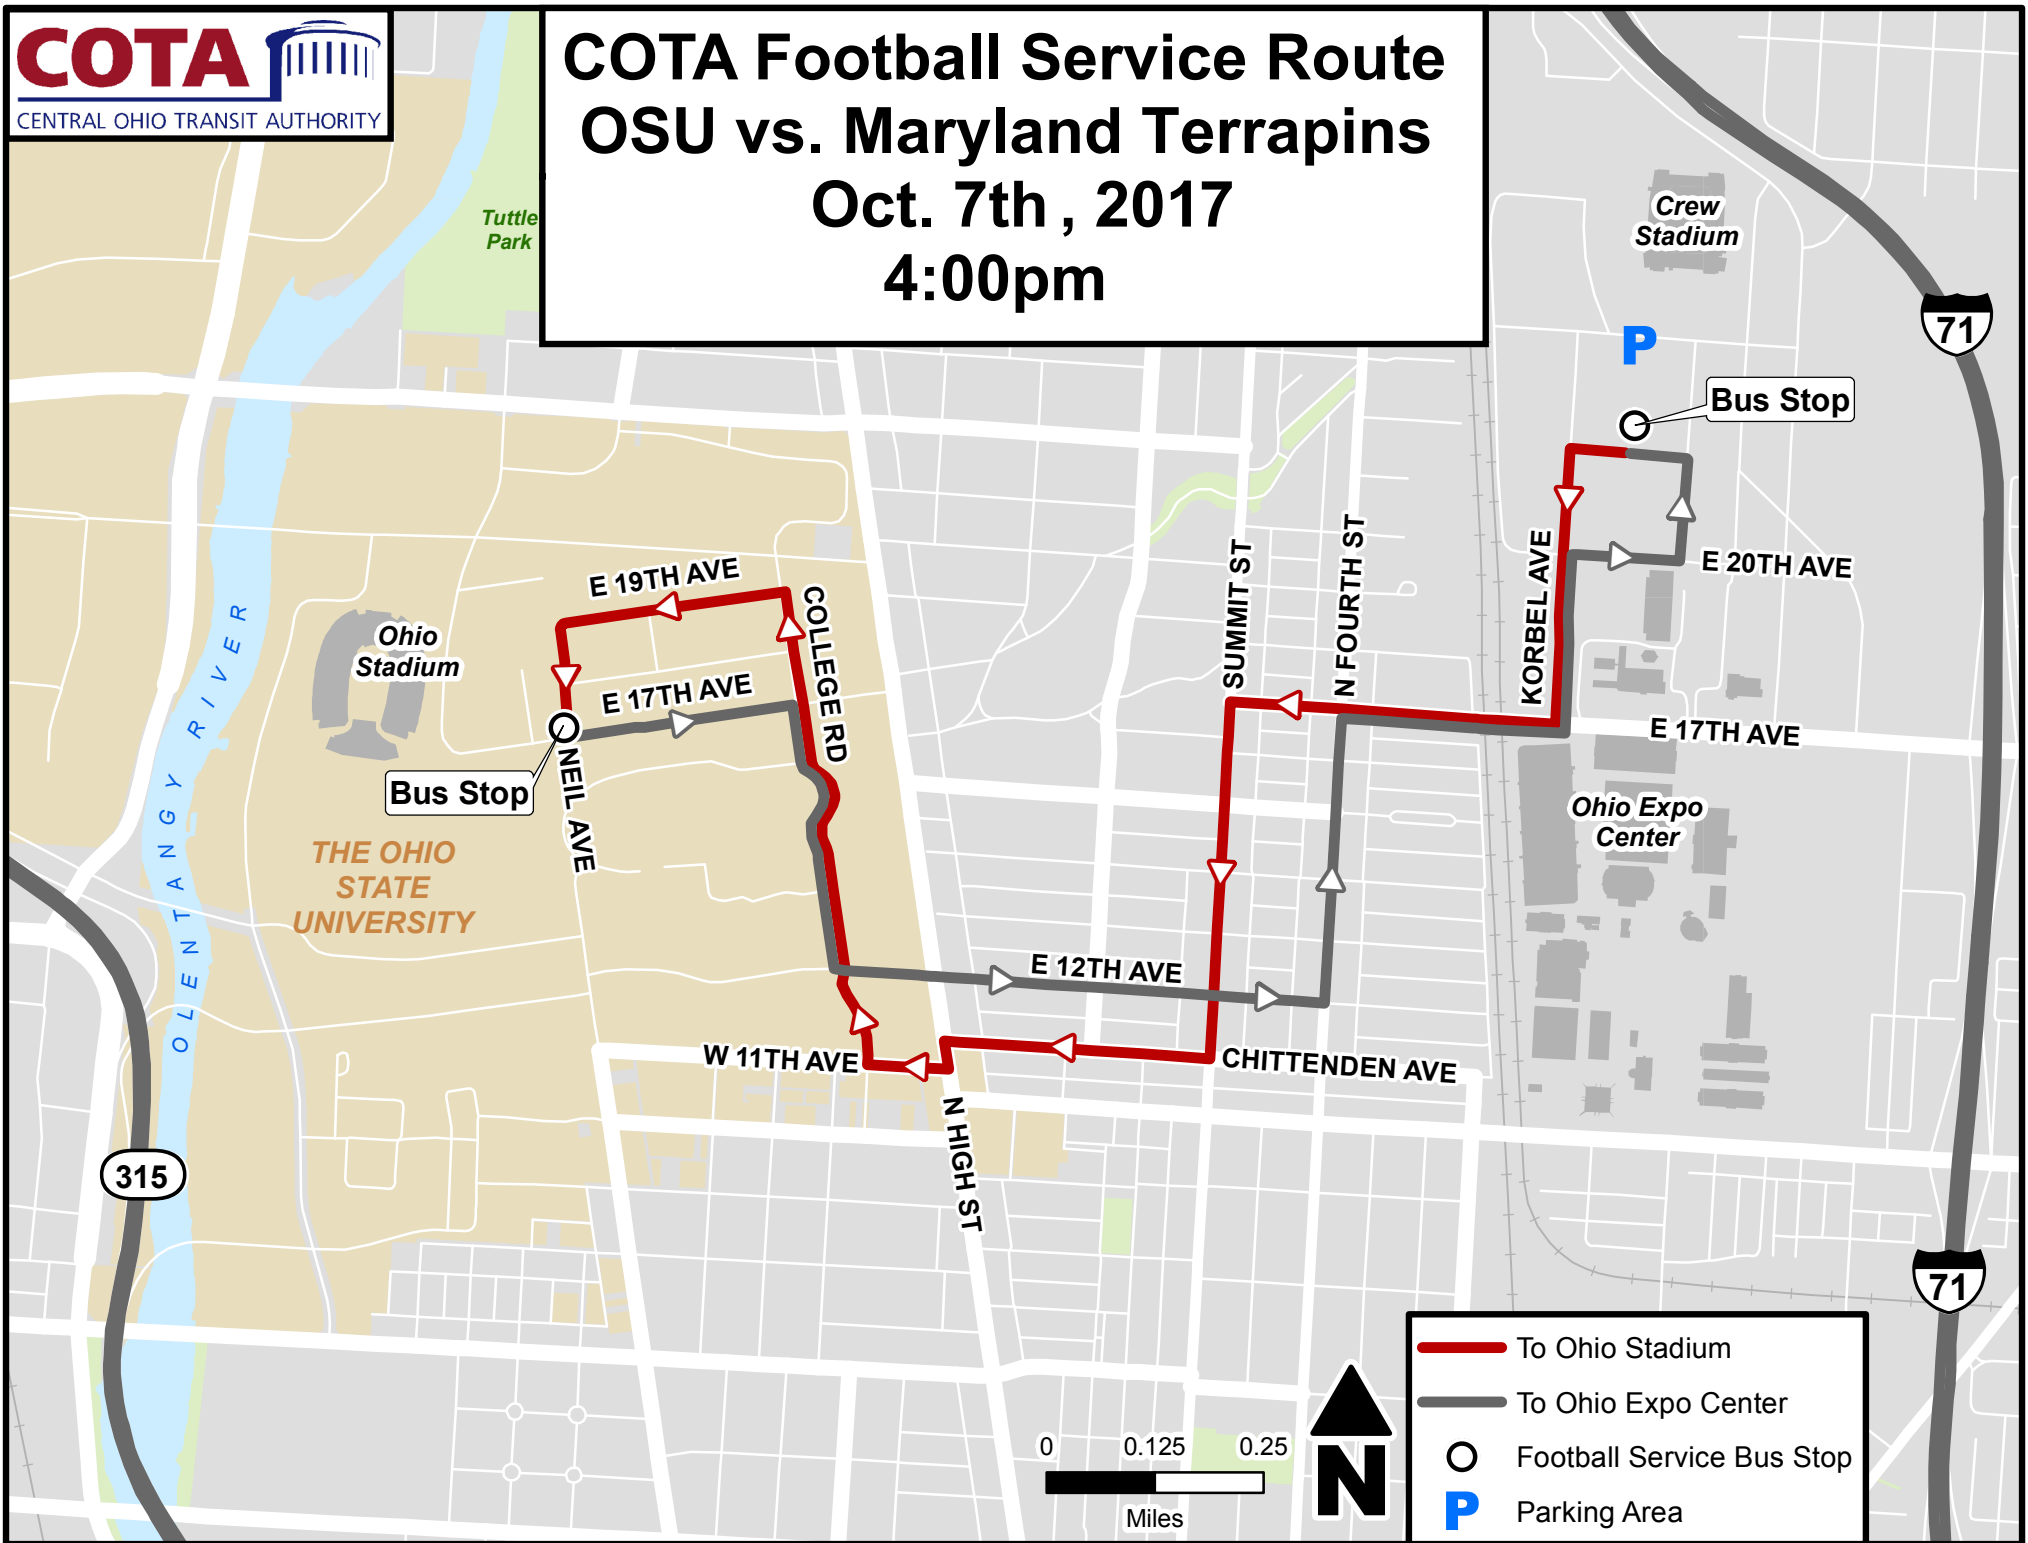 COTA
CENTRAL OHIO TRANSIT AUTHORITY
COTA Football Service Route
OSU vs. Maryland Terrapins
Oct. 7th , 2017
4:00pm
Tuttle
Park
Crew
Stadium
71
P
Bus Stop
E 20TH AVE
KORBEL AVE
N FOURTH ST
SUMMIT ST
E 19TH AVE
COLLEGE RD
Ohio
Stadium
E 17TH AVE
E 17TH AVE
Bus Stop
NEIL AVE
OLENTANGY RIVER
THE OHIO
STATE
UNIVERSITY
Ohio Expo
Center
E 12TH AVE
W 11TH AVE
CHITTENDEN AVE
N HIGH ST
315
71
To Ohio Stadium
To Ohio Expo Center
Football Service Bus Stop
P Parking Area
0 0.125 0.25
Miles
N